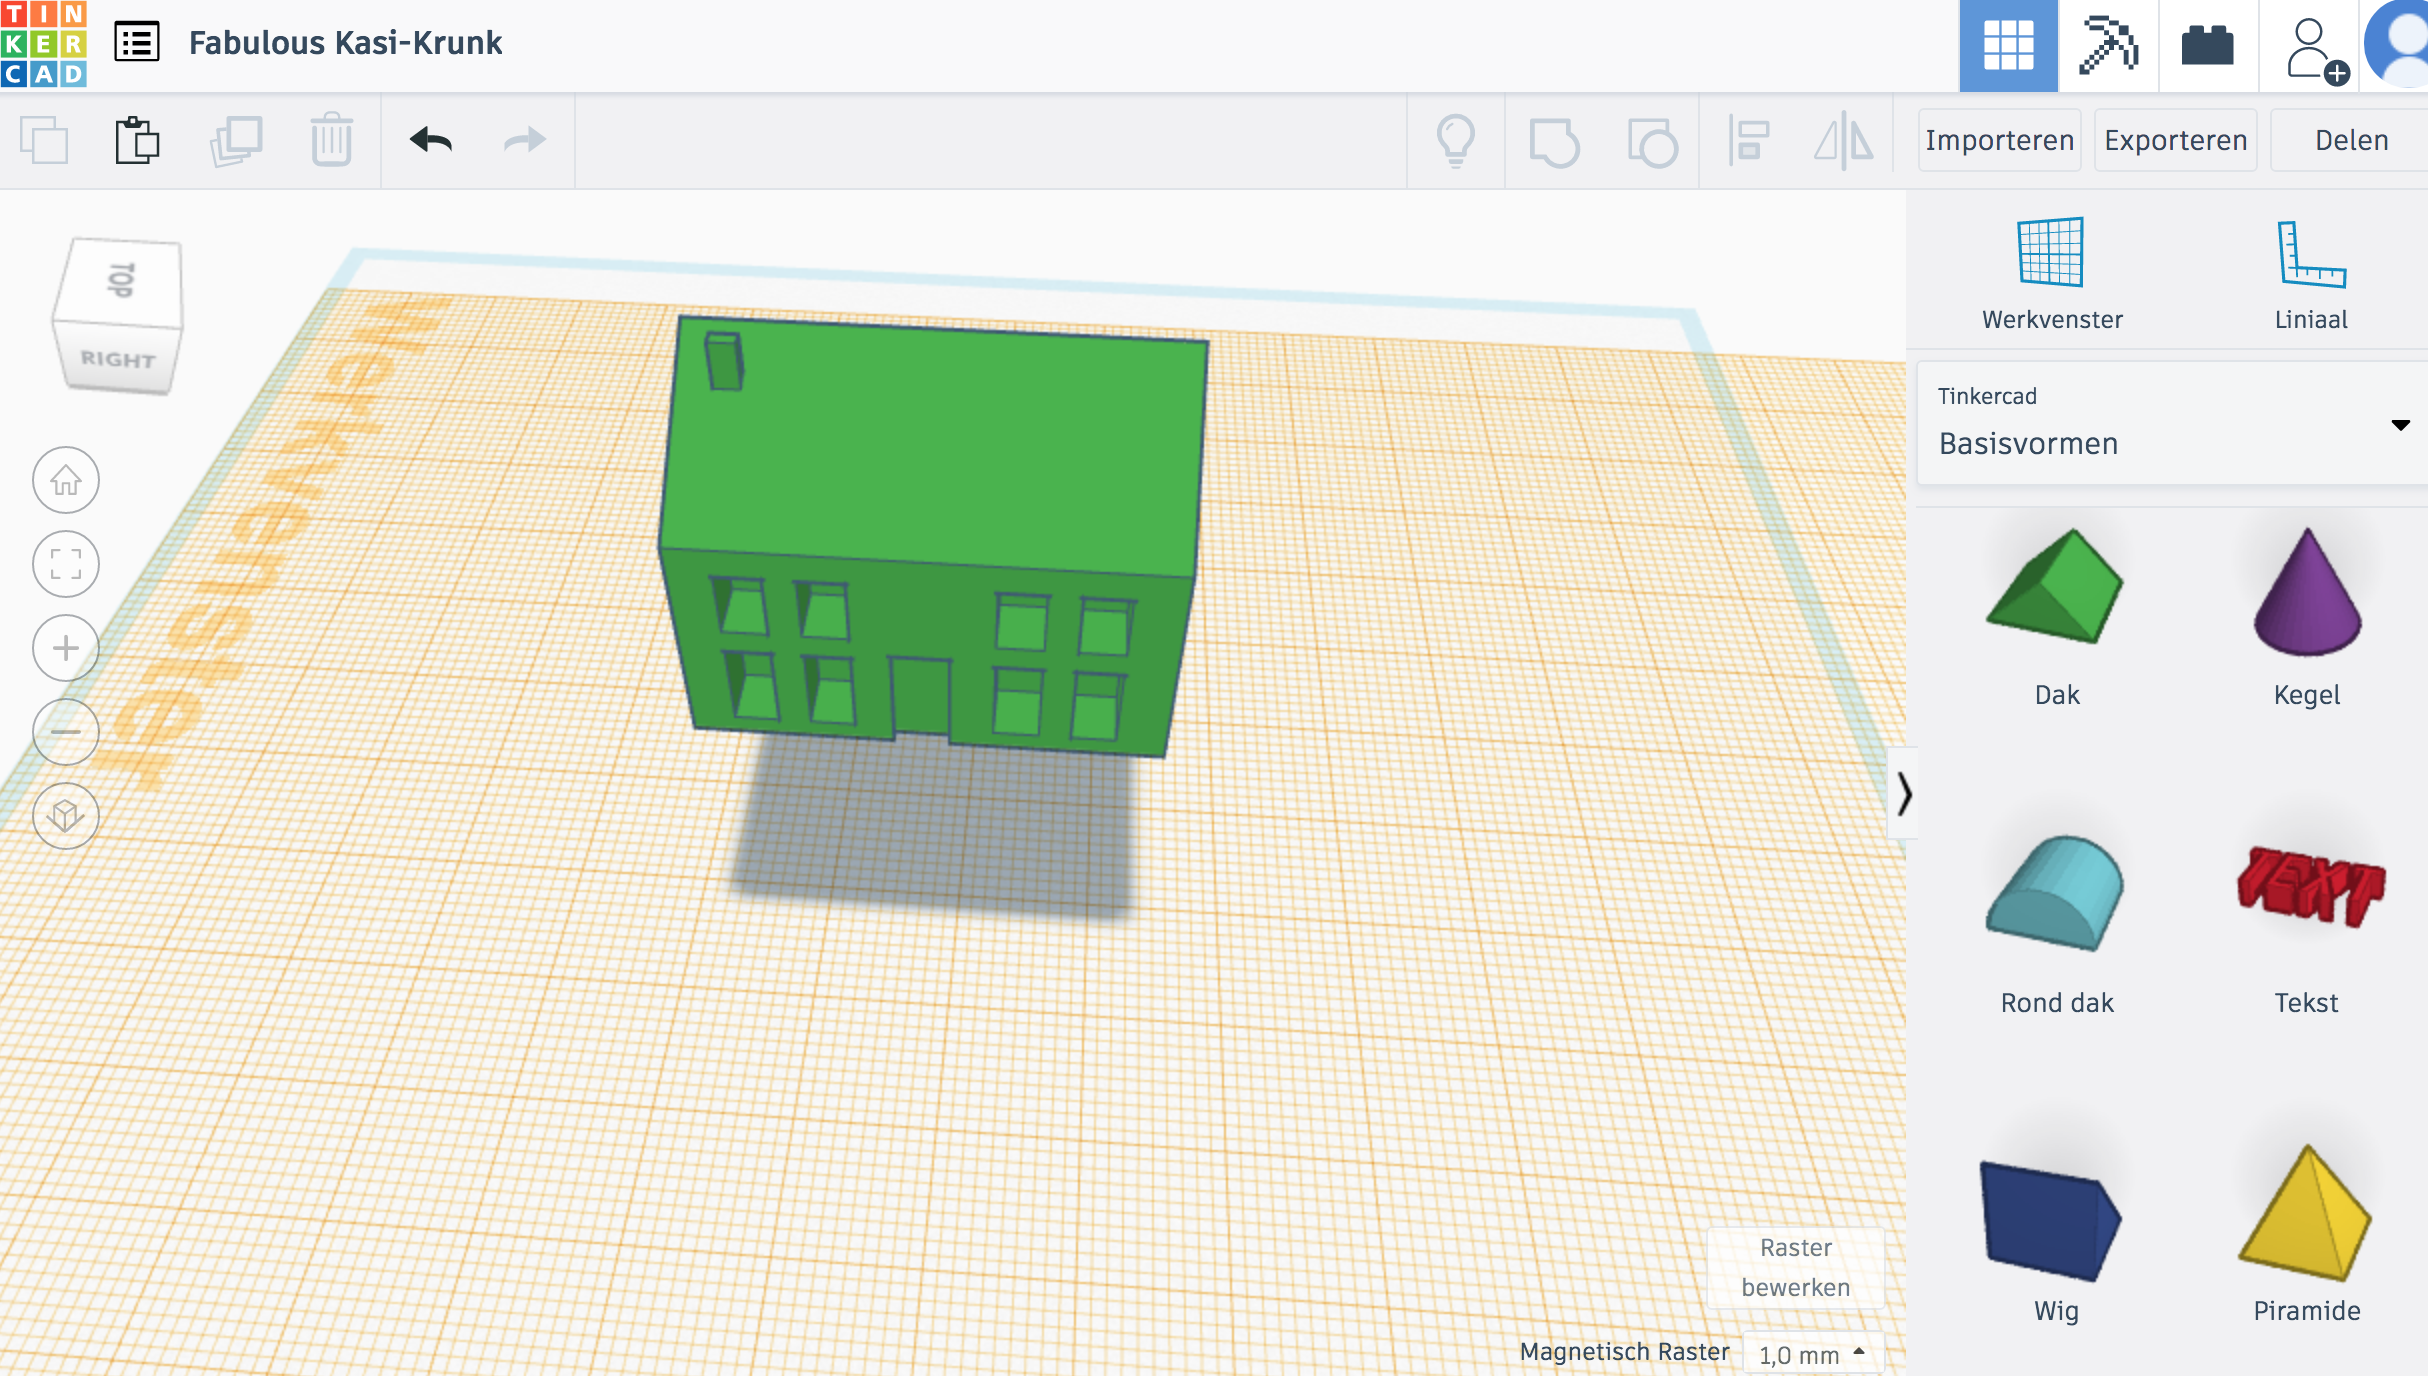 TIN
KER
CAD
Fabulous Kasi-Krunk
Importeren
Exporteren
Delen
TOP
RIGHT
Werkvenster
Werkvenster
Liniaal
Tinkercad
Basisvormen
Dak
Kegel
Rond dak
TEXT
Tekst
Wig
Piramide
Raster
bewerken
Magnetisch Raster
1,0 mm